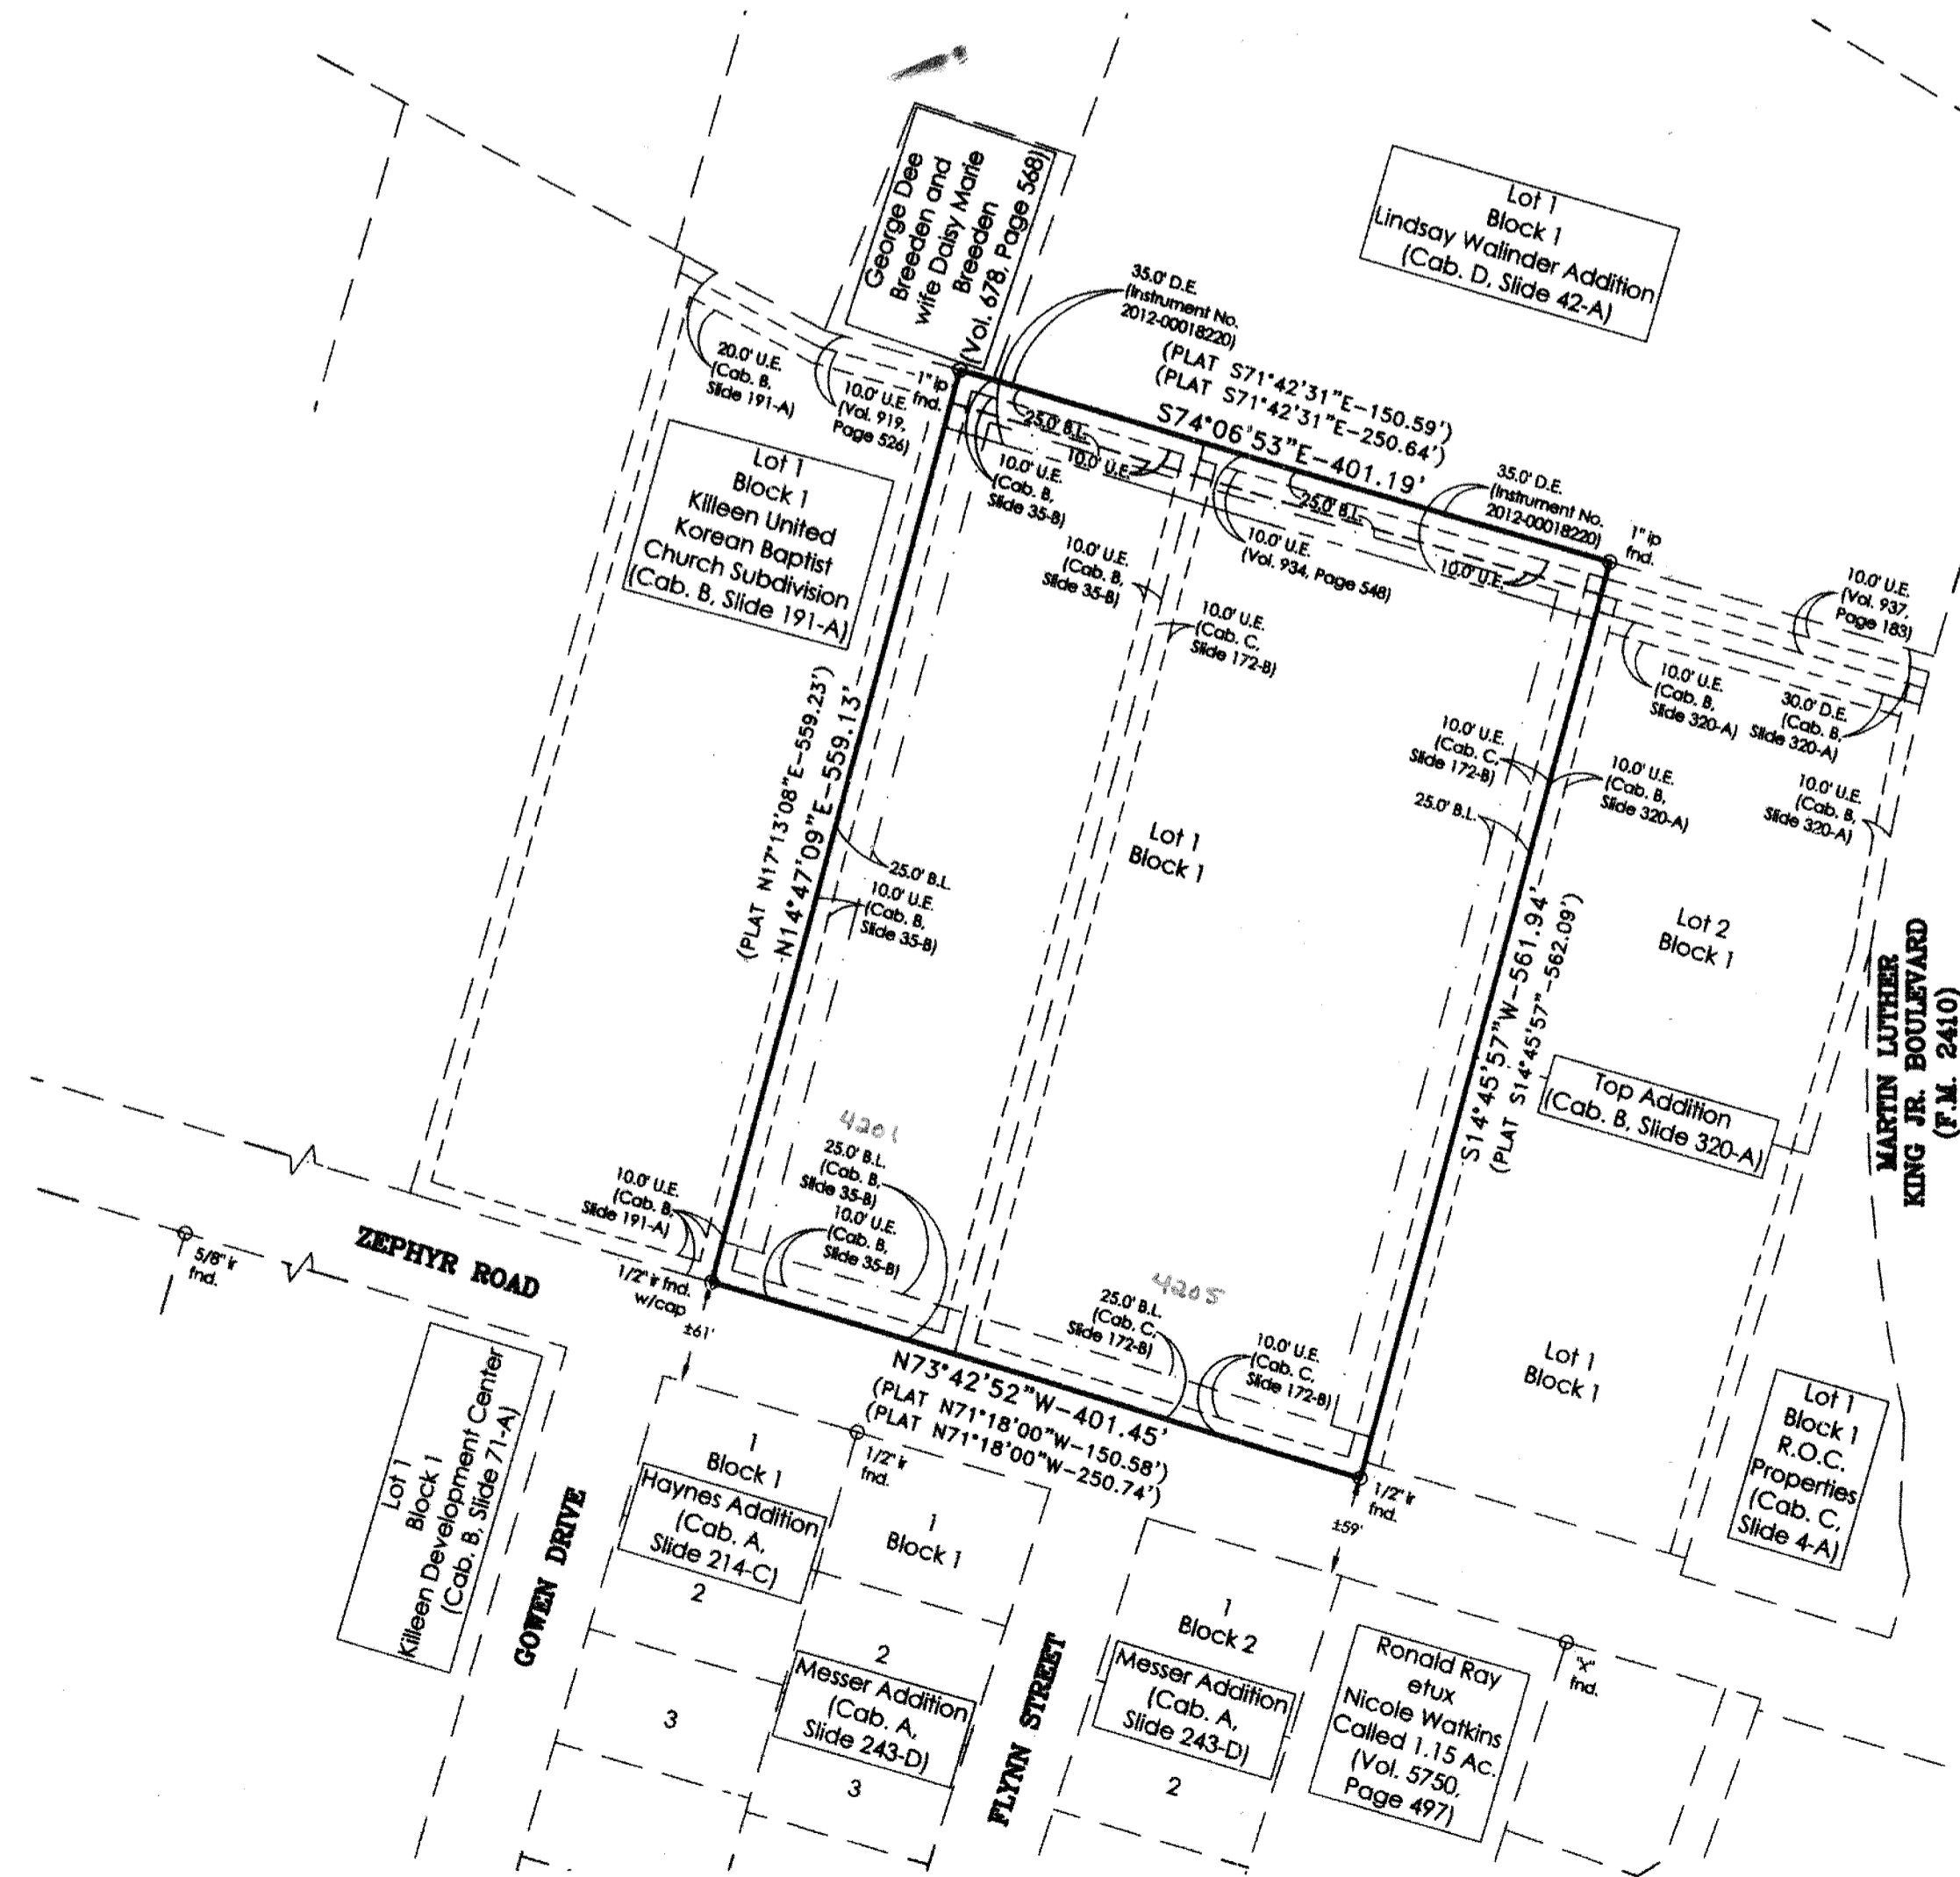 George Dee
Breeden and
wife Daisy Marie
Breeden
(Vol. 678, Page 568)
Lot 1
Block 1
Lindsay Walinder Addition
(Cab. D, Slide 42-A)
35.0' D.E.
(Instrument No.
2012-00018220)
(PLAT S71°42'31"E-150.59')
(PLAT S71°42'31"E-250.64')
S74°06'53"E-401.19'
20.0' U.E.
(Cab. B,
Slide 191-A)
10.0' U.E.
(Vol. 919,
Page 526)
1" ip
fnd.
25.0' B.L.
10.0' U.E.
10.0' U.E.
(Cab. B,
Slide 35-B)
35.0' D.E.
(Instrument No.
2012-00018220)
1" ip
fnd.
25.0' B.L.
10.0' U.E.
10.0' U.E.
(Vol. 934, Page 548)
10.0' U.E.
(Cab. B,
Slide 35-B)
10.0' U.E.
(Cab. C,
Slide 172-B)
10.0' U.E.
(Vol. 937,
Page 183)
10.0' U.E.
(Cab. B,
Slide 320-A)
30.0' D.E.
(Cab. B,
Slide 320-A)
Lot 1
Block 1
Killeen United
Korean Baptist
Church Subdivision
(Cab. B, Slide 191-A)
10.0' U.E.
(Cab. C,
Slide 172-B)
25.0' B.L.
10.0' U.E.
(Cab. B,
Slide 320-A)
10.0' U.E.
(Cab. B,
Slide 320-A)
(PLAT N17°13'08"E-559.23')
N14°47'09"E-559.13'
25.0' B.L.
10.0' U.E.
(Cab. B,
Slide 35-B)
Lot 1
Block 1
Lot 2
Block 1
S14°45'57"W-561.94'
(PLAT S14°45'57"-562.09')
MARTIN LUTHER
KING JR. BOULEVARD
(F.M. 2410)
Top Addition
(Cab. B, Slide 320-A)
4201
25.0' B.L.
(Cab. B,
Slide 35-B)
10.0' U.E.
(Cab. B,
Slide 35-B)
10.0' U.E.
(Cab. B,
Slide 191-A)
5/8" ir
fnd.
ZEPHYR ROAD
1/2" ir fnd.
w/cap
±61'
4205
25.0' B.L.
(Cab. C,
Slide 172-B)
10.0' U.E.
(Cab. C,
Slide 172-B)
N73°42'52"W-401.45'
(PLAT N71°18'00"W-150.58')
(PLAT N71°18'00"W-250.74')
Lot 1
Block 1
Lot 1
Block 1
R.O.C.
Properties
(Cab. C,
Slide 4-A)
1/2" ir
fnd.
±59'
Lot 1
Block 1
Killeen Development Center
(Cab. B, Slide 71-A)
GOWEN DRIVE
1
Block 1
Haynes Addition
(Cab. A,
Slide 214-C)
2
3
1/2" ir
fnd.
1
Block 1
2
Messer Addition
(Cab. A,
Slide 243-D)
3
FLYNN STREET
1
Block 2
Messer Addition
(Cab. A,
Slide 243-D)
2
Ronald Ray
etux
Nicole Watkins
Called 1.15 Ac.
(Vol. 5750,
Page 497)
"X"
fnd.